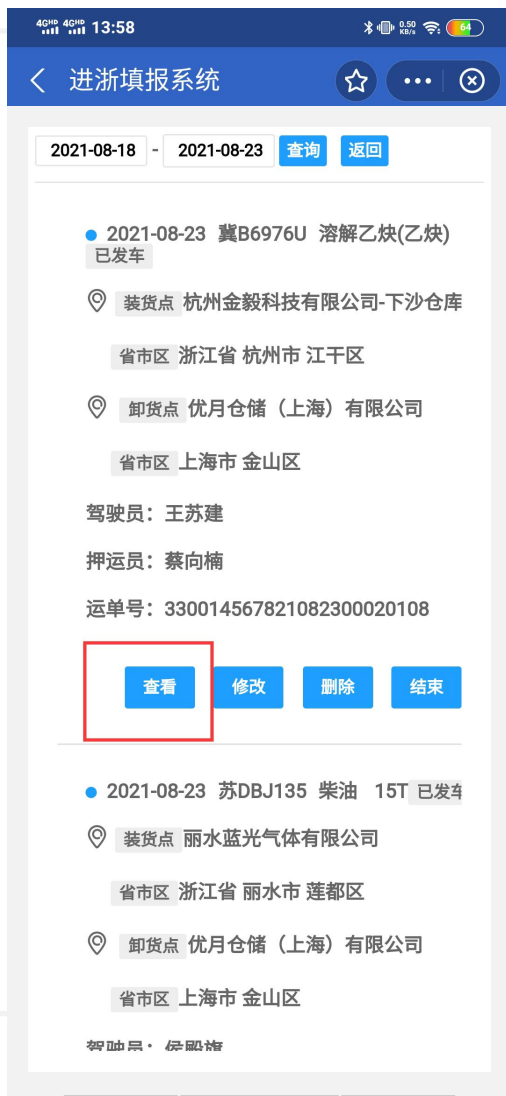 4GHD 4GHD 13:58 0.50 KB/s 64
进浙填报系统
2021-08-18 - 2021-08-23 查询 返回
2021-08-23 冀B6976U 溶解乙炔(乙炔)
已发车
装货点 杭州金毅科技有限公司-下沙仓库
省市区 浙江省 杭州市 江干区
卸货点 优月仓储（上海）有限公司
省市区 上海市 金山区
驾驶员：王苏建
押运员：蔡向楠
运单号：330014567821082300020108
查看 修改 删除 结束
2021-08-23 苏DBJ135 柴油 15T 已发车
装货点 丽水蓝光气体有限公司
省市区 浙江省 丽水市 莲都区
卸货点 优月仓储（上海）有限公司
省市区 上海市 金山区
驾驶员：侯殿旗